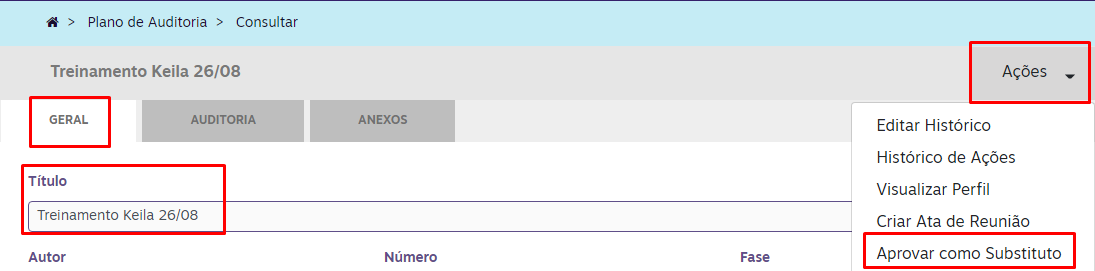 > Plano de Auditoria > Consultar
Treinamento Keila 26/08
Ações
GERAL AUDITORIA ANEXOS
Editar Histórico
Histórico de Ações
Visualizar Perfil
Criar Ata de Reunião
Aprovar como Substituto
Título
Treinamento Keila 26/08
Autor Número Fase